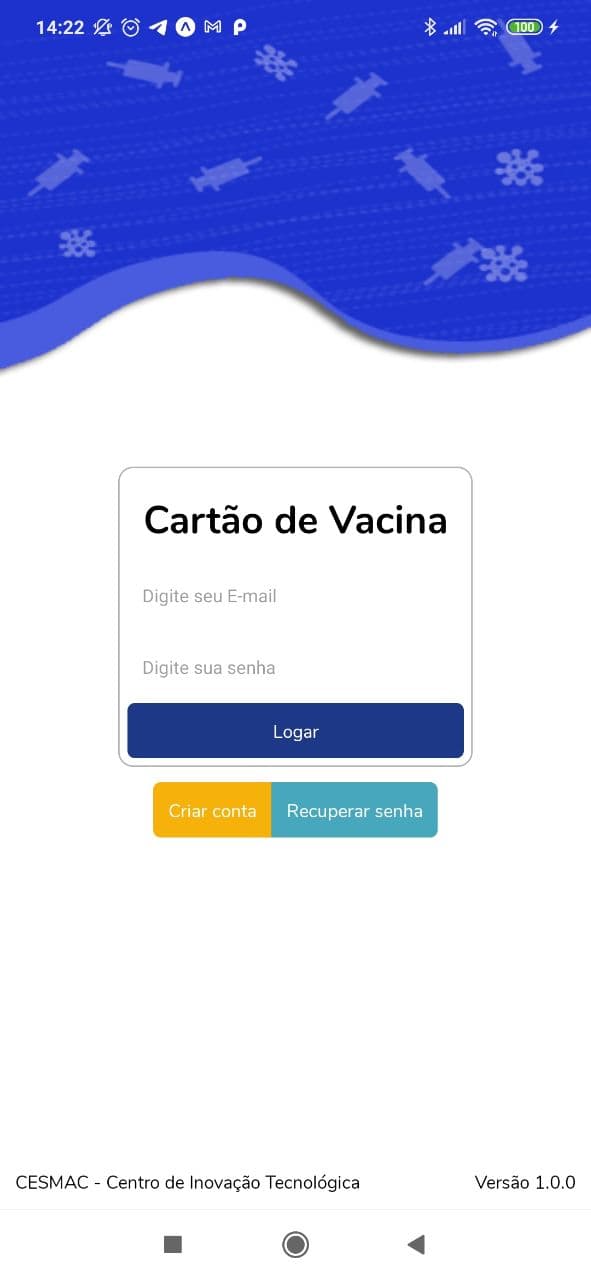 14:22 100
Cartão de Vacina
Digite seu E-mail
Digite sua senha
Logar
Criar conta Recuperar senha
CESMAC - Centro de Inovação Tecnológica Versão 1.0.0